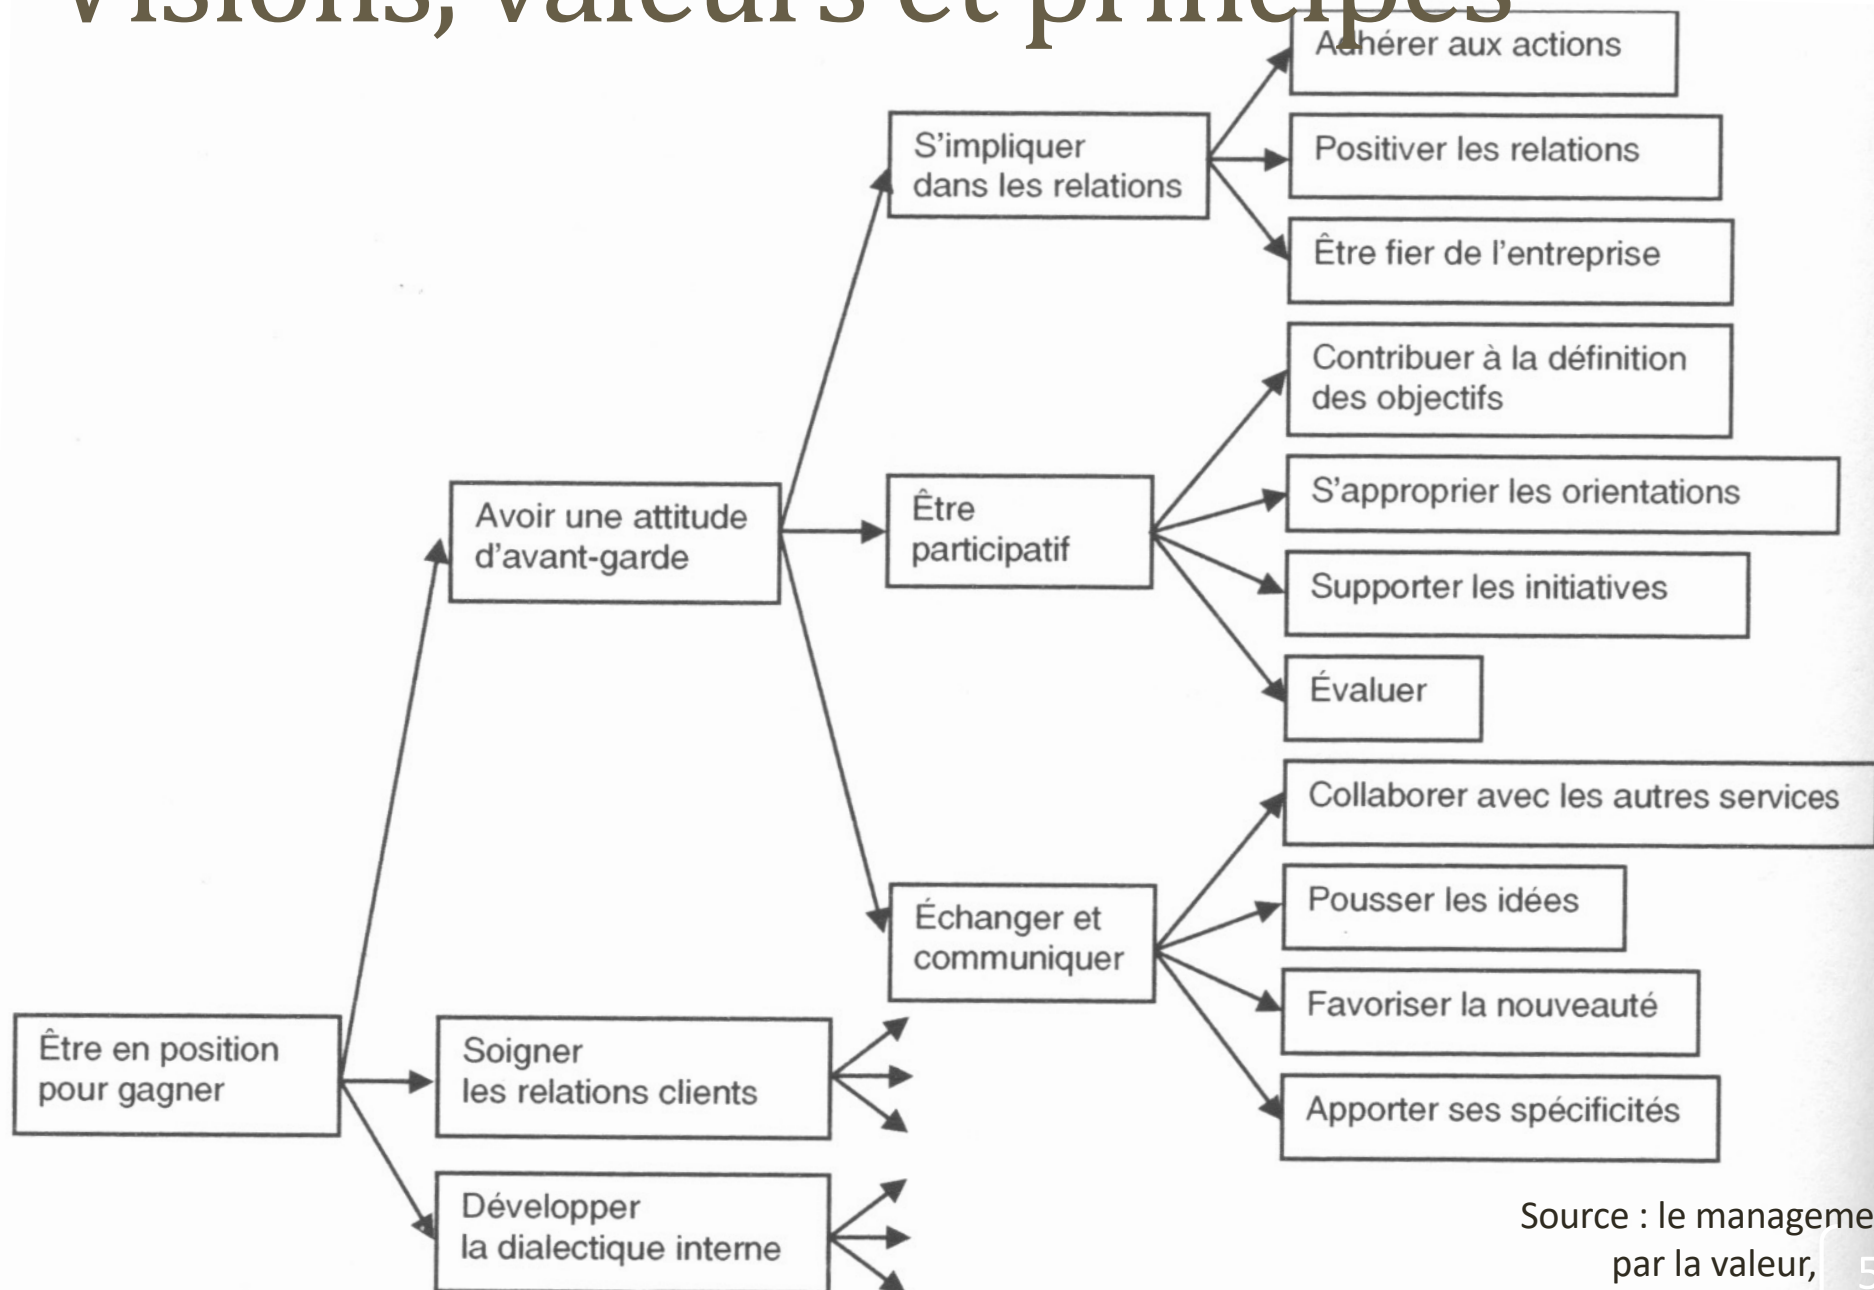 Visions, valeurs et principes
Adhérer aux actions
S'impliquer
dans les relations
Positiver les relations
Être fier de l'entreprise
Contribuer à la définition
des objectifs
Avoir une attitude
d'avant-garde
Être
participatif
S'approprier les orientations
Supporter les initiatives
Évaluer
Collaborer avec les autres services
Échanger et
communiquer
Pousser les idées
Favoriser la nouveauté
Apporter ses spécificités
Être en position
pour gagner
Soigner
les relations clients
Développer
la dialectique interne
Source : le manageme
par la valeur,
5